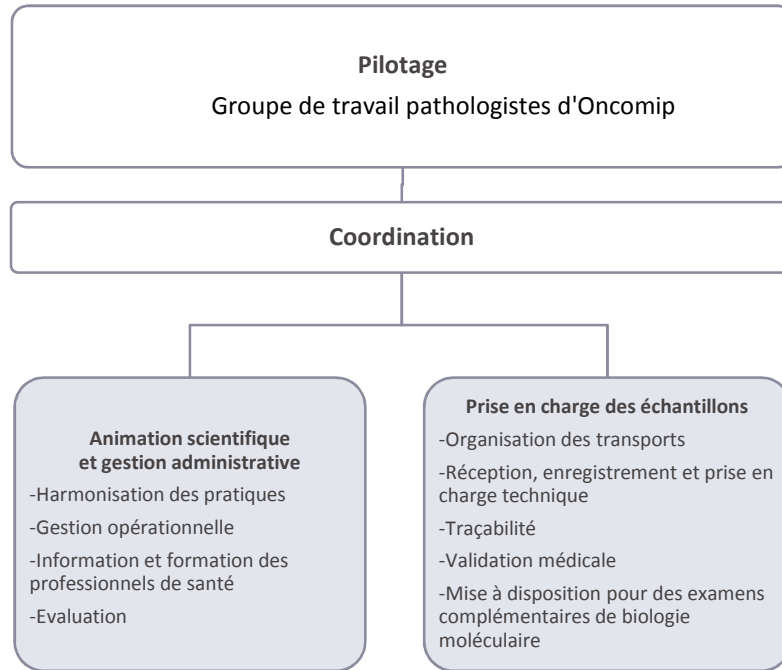 Pilotage
Groupe de travail pathologistes d'Oncomip
Coordination
Animation scientifique
et gestion administrative
-Harmonisation des pratiques
-Gestion opérationnelle
-Information et formation des
professionnels de santé
-Evaluation
Prise en charge des échantillons
-Organisation des transports
-Réception, enregistrement et prise en
charge technique
-Traçabilité
-Validation médicale
-Mise à disposition pour des examens
complémentaires de biologie
moléculaire